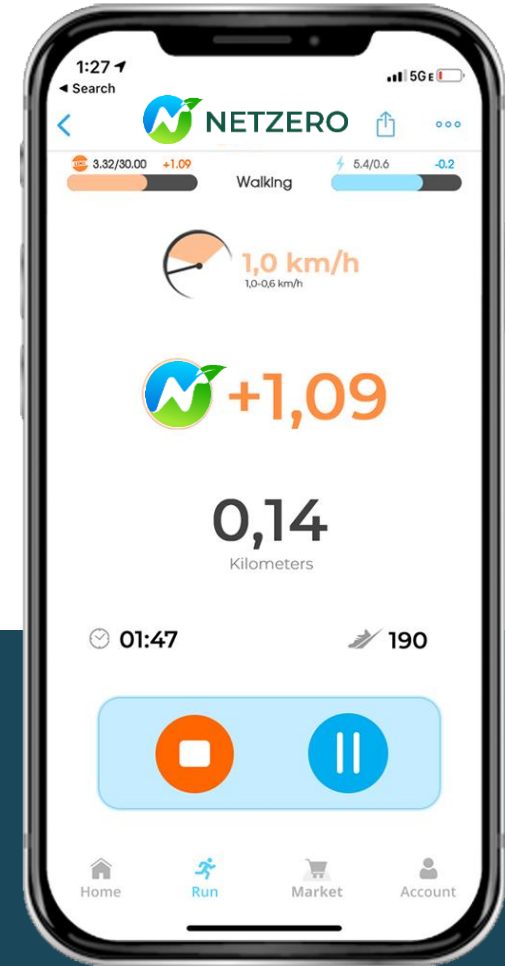 1:27
5G E
◄ Search
NETZERO
3.32/30.00 +1.09
5.4/0.6 -0.2
Walking
1,0 km/h
1,0-0,6 km/h
+1,09
0,14
Kilometers
01:47
190
Home Run Market Account